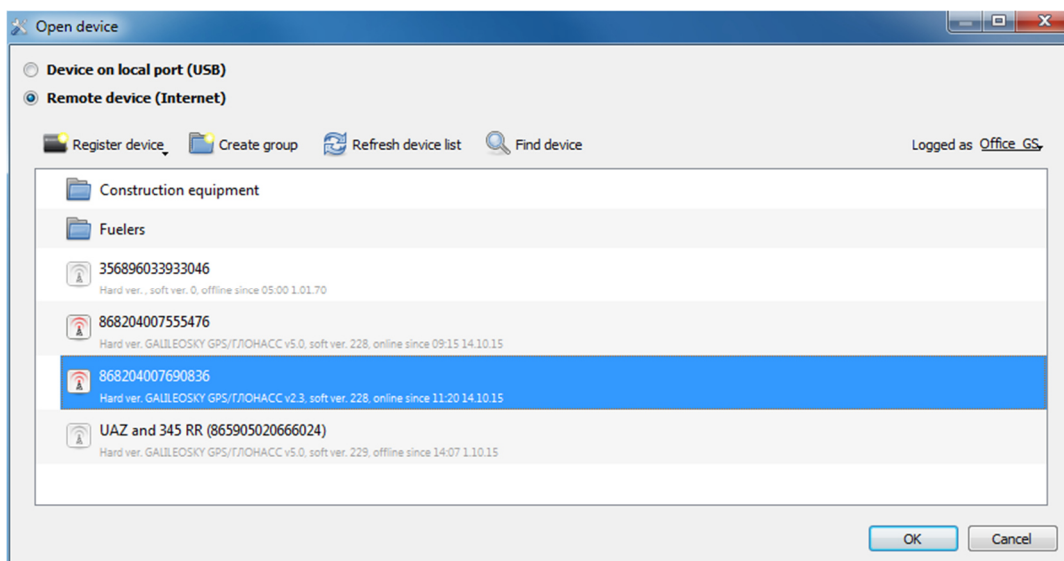 Open device
Device on local port (USB)
Remote device (Internet)
Register device Create group Refresh device list Find device Logged as Office_GS
Construction equipment
Fuelers
356896033933046
Hard ver. , soft ver. 0, offline since 05:00 1.01.70
868204007555476
Hard ver. GALILEOSKY GPS/ГЛОНАСС v5.0, soft ver. 228, online since 09:15 14.10.15
868204007690836
Hard ver. GALILEOSKY GPS/ГЛОНАСС v2.3, soft ver. 228, online since 11:20 14.10.15
UAZ and 345 RR (865905020666024)
Hard ver. GALILEOSKY GPS/ГЛОНАСС v5.0, soft ver. 229, offline since 14:07 1.10.15
OK Cancel